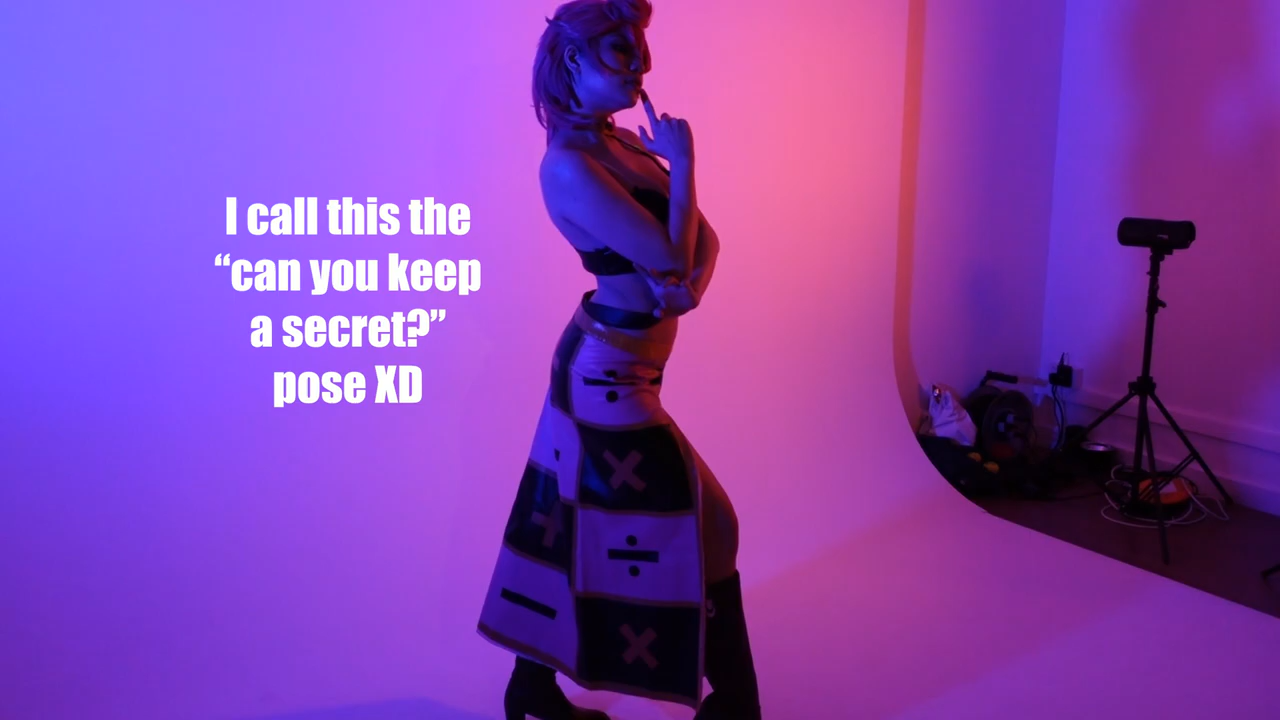 I call this the
“can you keep
a secret?”
pose XD